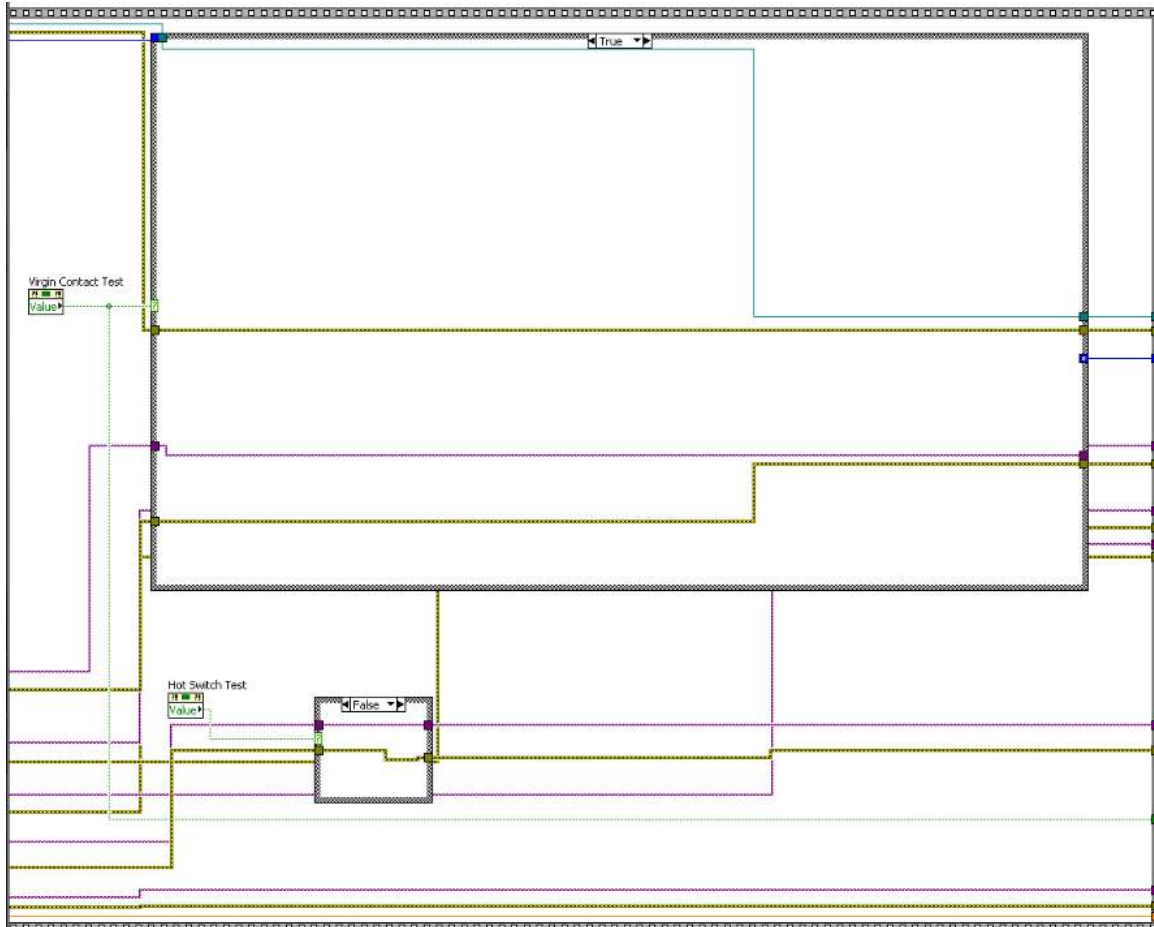 True
Virgin Contact Test
Value
?
Hot Switch Test
False
Value
?